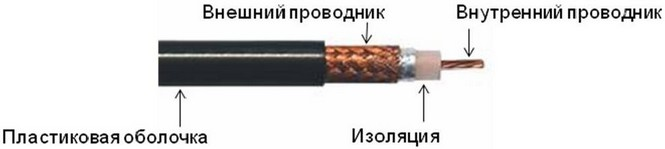 Внешний проводник
Внутренний проводник
Пластиковая оболочка
Изоляция